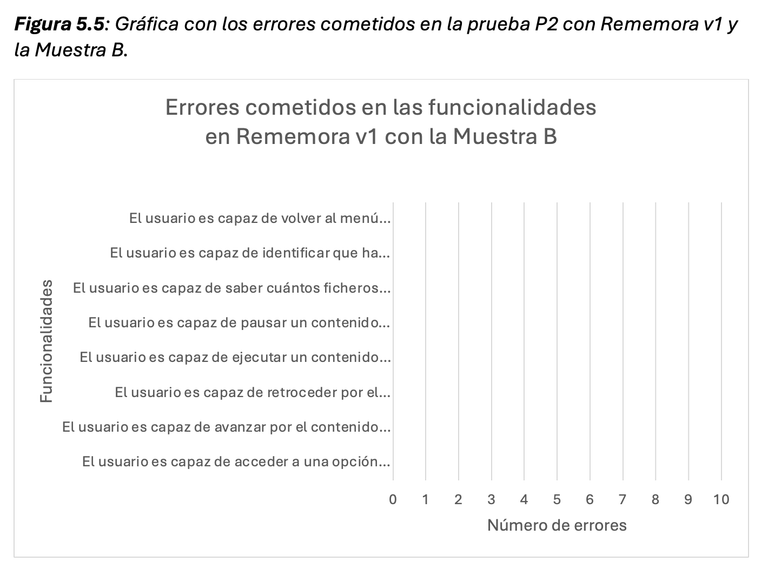 Figura 5.5: Gráfica con los errores cometidos en la prueba P2 con Rememora v1 y
la Muestra B.
Errores cometidos en las funcionalidades
en Rememora v1 con la Muestra B
Funcionalidades
El usuario es capaz de volver al menú...
El usuario es capaz de identificar que ha...
El usuario es capaz de saber cuántos ficheros...
El usuario es capaz de pausar un contenido...
El usuario es capaz de ejecutar un contenido...
El usuario es capaz de retroceder por el...
El usuario es capaz de avanzar por el contenido...
El usuario es capaz de acceder a una opción...
0 1 2 3 4 5 6 7 8 9 10
Número de errores